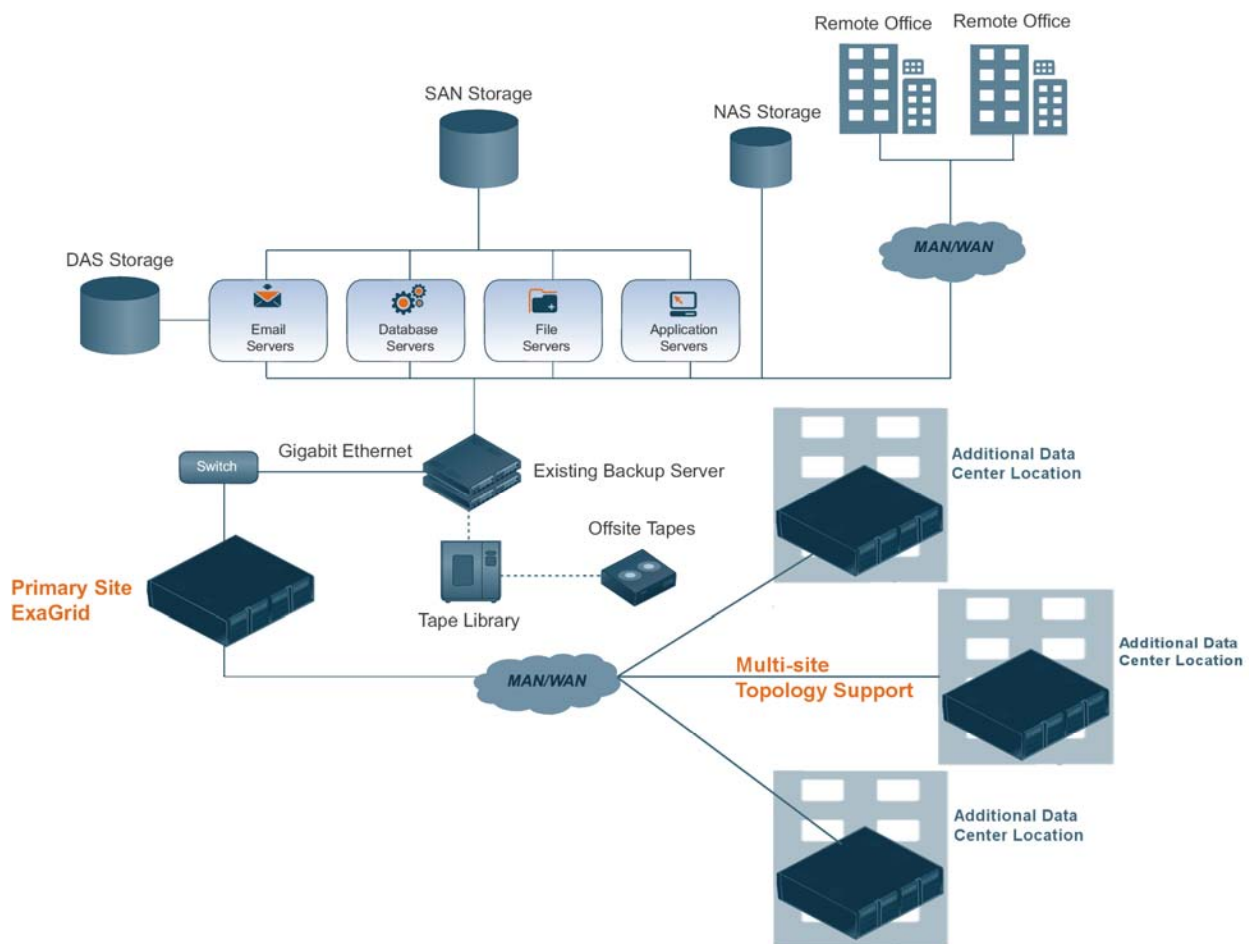 Remote Office
Remote Office
SAN Storage
NAS Storage
MAN/WAN
DAS Storage
Email
Servers
Database
Servers
File
Servers
Application
Servers
Gigabit Ethernet
Switch
Existing Backup Server
Additional Data
Center Location
Offsite Tapes
Primary Site
ExaGrid
Tape Library
MAN/WAN
Multi-site
Topology Support
Additional Data
Center Location
Additional Data
Center Location